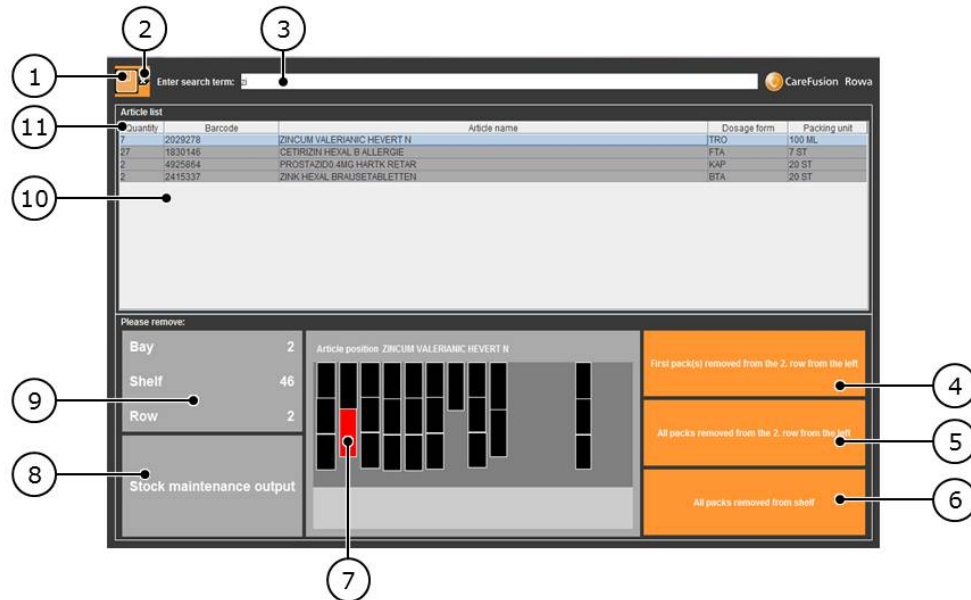 2
3
1
Enter search term: zi
CareFusion Rowa
Article list
11
Quantity Barcode Article name Dosage form Packing unit
7 2029278 ZINCUM VALERIANIC HEVERT N TRO 100 ML
27 1830146 CETIRIZIN HEXAL B ALLERGIE FTA 7 ST
2 4925864 PROSTAZID0.4MG HARTK RETAR KAP 20 ST
2 2415337 ZINK HEXAL BRAUSETABLETTEN BTA 20 ST
10
Please remove:
Bay 2
Shelf 46
Row 2
Article position ZINCUM VALERIANIC HEVERT N
First pack(s) removed from the 2. row from the left
4
9
All packs removed from the 2. row from the left
5
8
Stock maintenance output
All packs removed from shelf
6
7